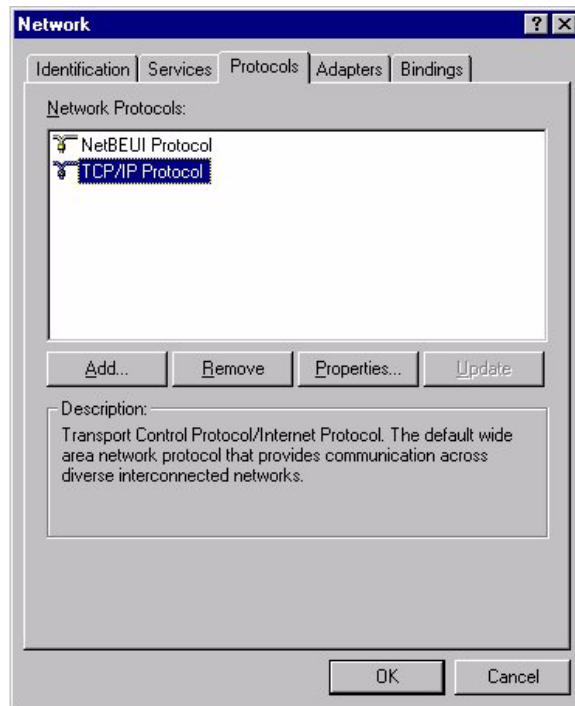 Network
Identification Services Protocols Adapters Bindings
Network Protocols:
NetBEUI Protocol
TCP/IP Protocol
Add... Remove Properties... Update
Description:
Transport Control Protocol/Internet Protocol. The default wide
area network protocol that provides communication across
diverse interconnected networks.
OK Cancel